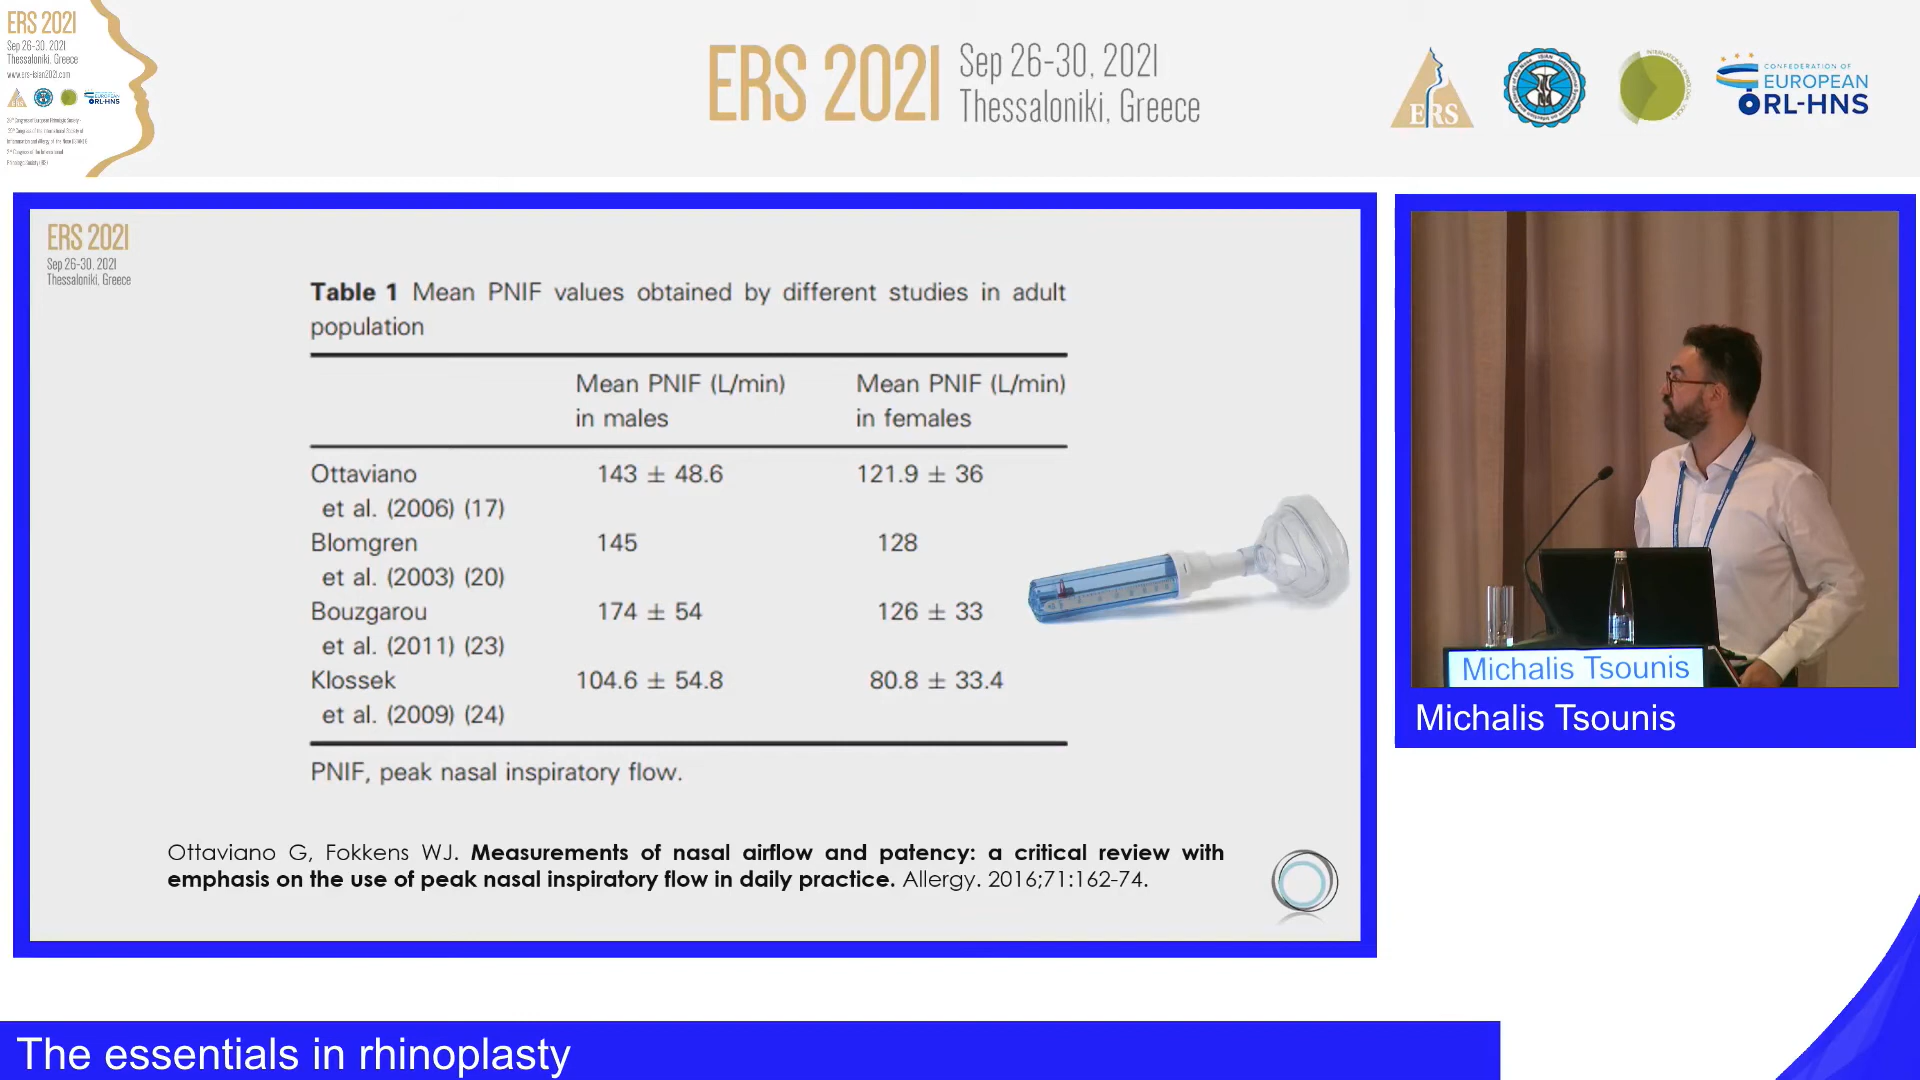 ERS 2021
Sep 26-30, 2021
Thessaloniki, Greece
www.ers-isian2021.com
ERS 2021
Sep 26-30, 2021
Thessaloniki, Greece
ERS
CONFEDERATION OF
EUROPEAN
ORL-HNS
ERS 2021
Sep 26-30, 2021
Thessaloniki, Greece
Table 1 Mean PNIF values obtained by different studies in adult
population
Mean PNIF (L/min) Mean PNIF (L/min)
in males in females
Ottaviano 143 ± 48.6 121.9 ± 36
et al. (2006) (17)
Blomgren 145 128
et al. (2003) (20)
Bouzgarou 174 ± 54 126 ± 33
et al. (2011) (23)
Klossek 104.6 ± 54.8 80.8 ± 33.4
et al. (2009) (24)
PNIF, peak nasal inspiratory flow.
Ottaviano G, Fokkens WJ. Measurements of nasal airflow and patency: a critical review with
emphasis on the use of peak nasal inspiratory flow in daily practice. Allergy. 2016;71:162-74.
Michalis Tsounis
Michalis Tsounis
The essentials in rhinoplasty